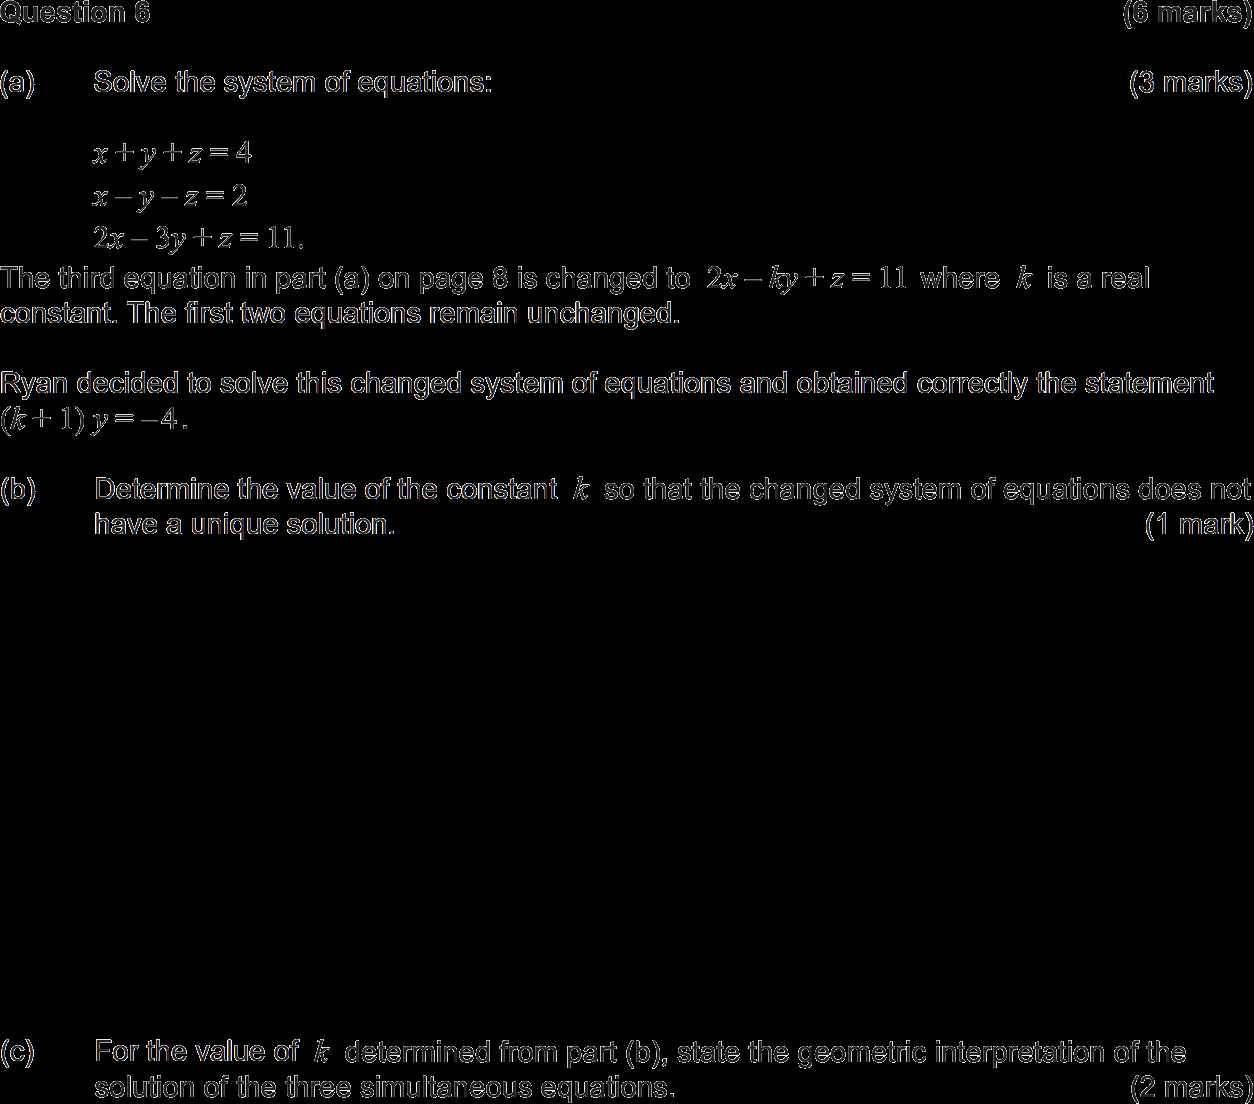 Question 6 (6 marks)
(a) Solve the system of equations: (3 marks)
x + y + z = 4
x − y − z = 2
2x − 3y + z = 11.
The third equation in part (a) on page 8 is changed to 2x − ky + z = 11 where k is a real
constant. The first two equations remain unchanged.
Ryan decided to solve this changed system of equations and obtained correctly the statement
(k + 1) y = −4.
(b) Determine the value of the constant k so that the changed system of equations does not
have a unique solution. (1 mark)
(c) For the value of k determined from part (b), state the geometric interpretation of the
solution of the three simultaneous equations. (2 marks)